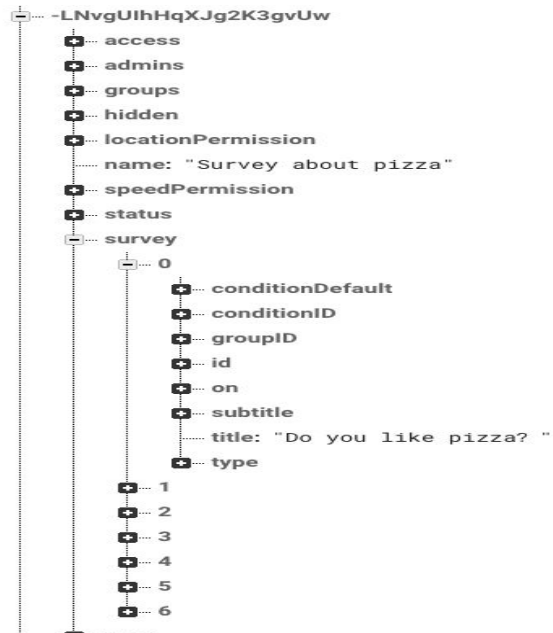 -LNvgUIhHqXJg2K3gvUw
access
admins
groups
hidden
locationPermission
name: "Survey about pizza"
speedPermission
status
survey
0
conditionDefault
conditionID
groupID
id
on
subtitle
title: "Do you like pizza? "
type
1
2
3
4
5
6